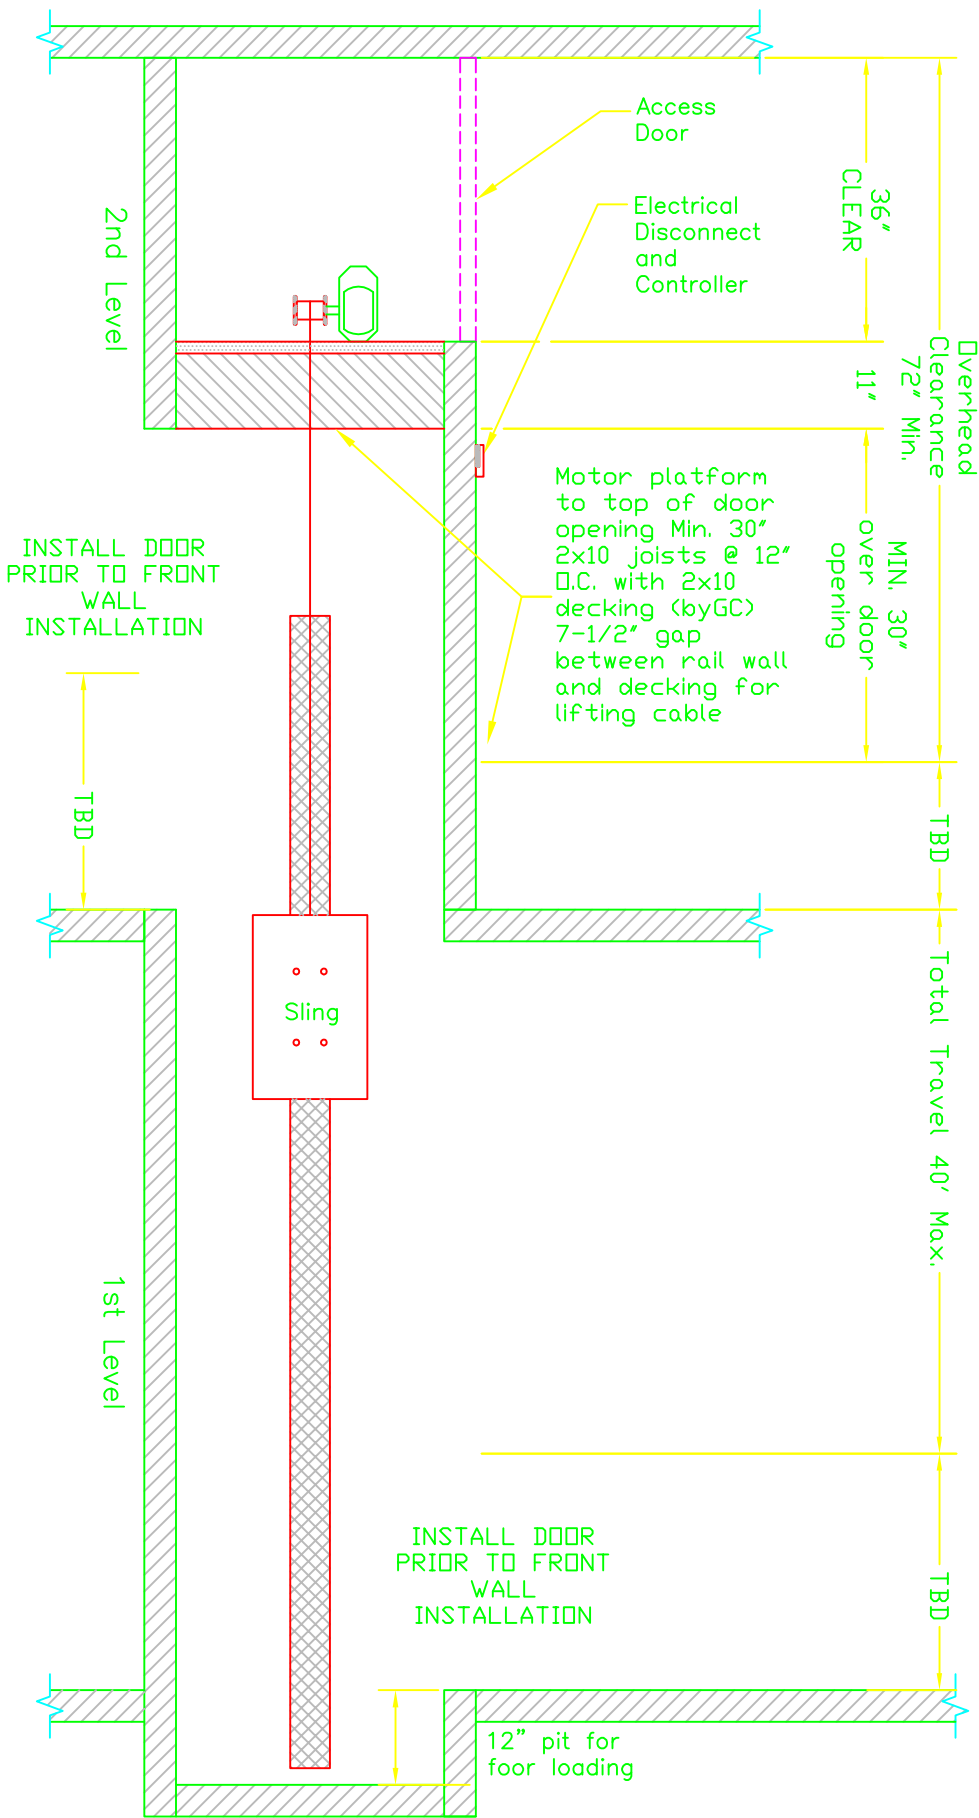 Access
Door
Electrical
Disconnect
and
Controller
36"
CLEAR
2nd Level
Overhead
Clearance
72" Min.
11"
Motor platform
to top of door
opening Min. 30"
2x10 joists @ 12"
O.C. with 2x10
decking (byGC)
7-1/2" gap
between rail wall
and decking for
lifting cable
MIN. 30"
over door
opening
INSTALL DOOR
PRIOR TO FRONT
WALL
INSTALLATION
TBD
TBD
Sling
Total Travel 40' Max.
1st Level
INSTALL DOOR
PRIOR TO FRONT
WALL
INSTALLATION
TBD
12" pit for
foor loading